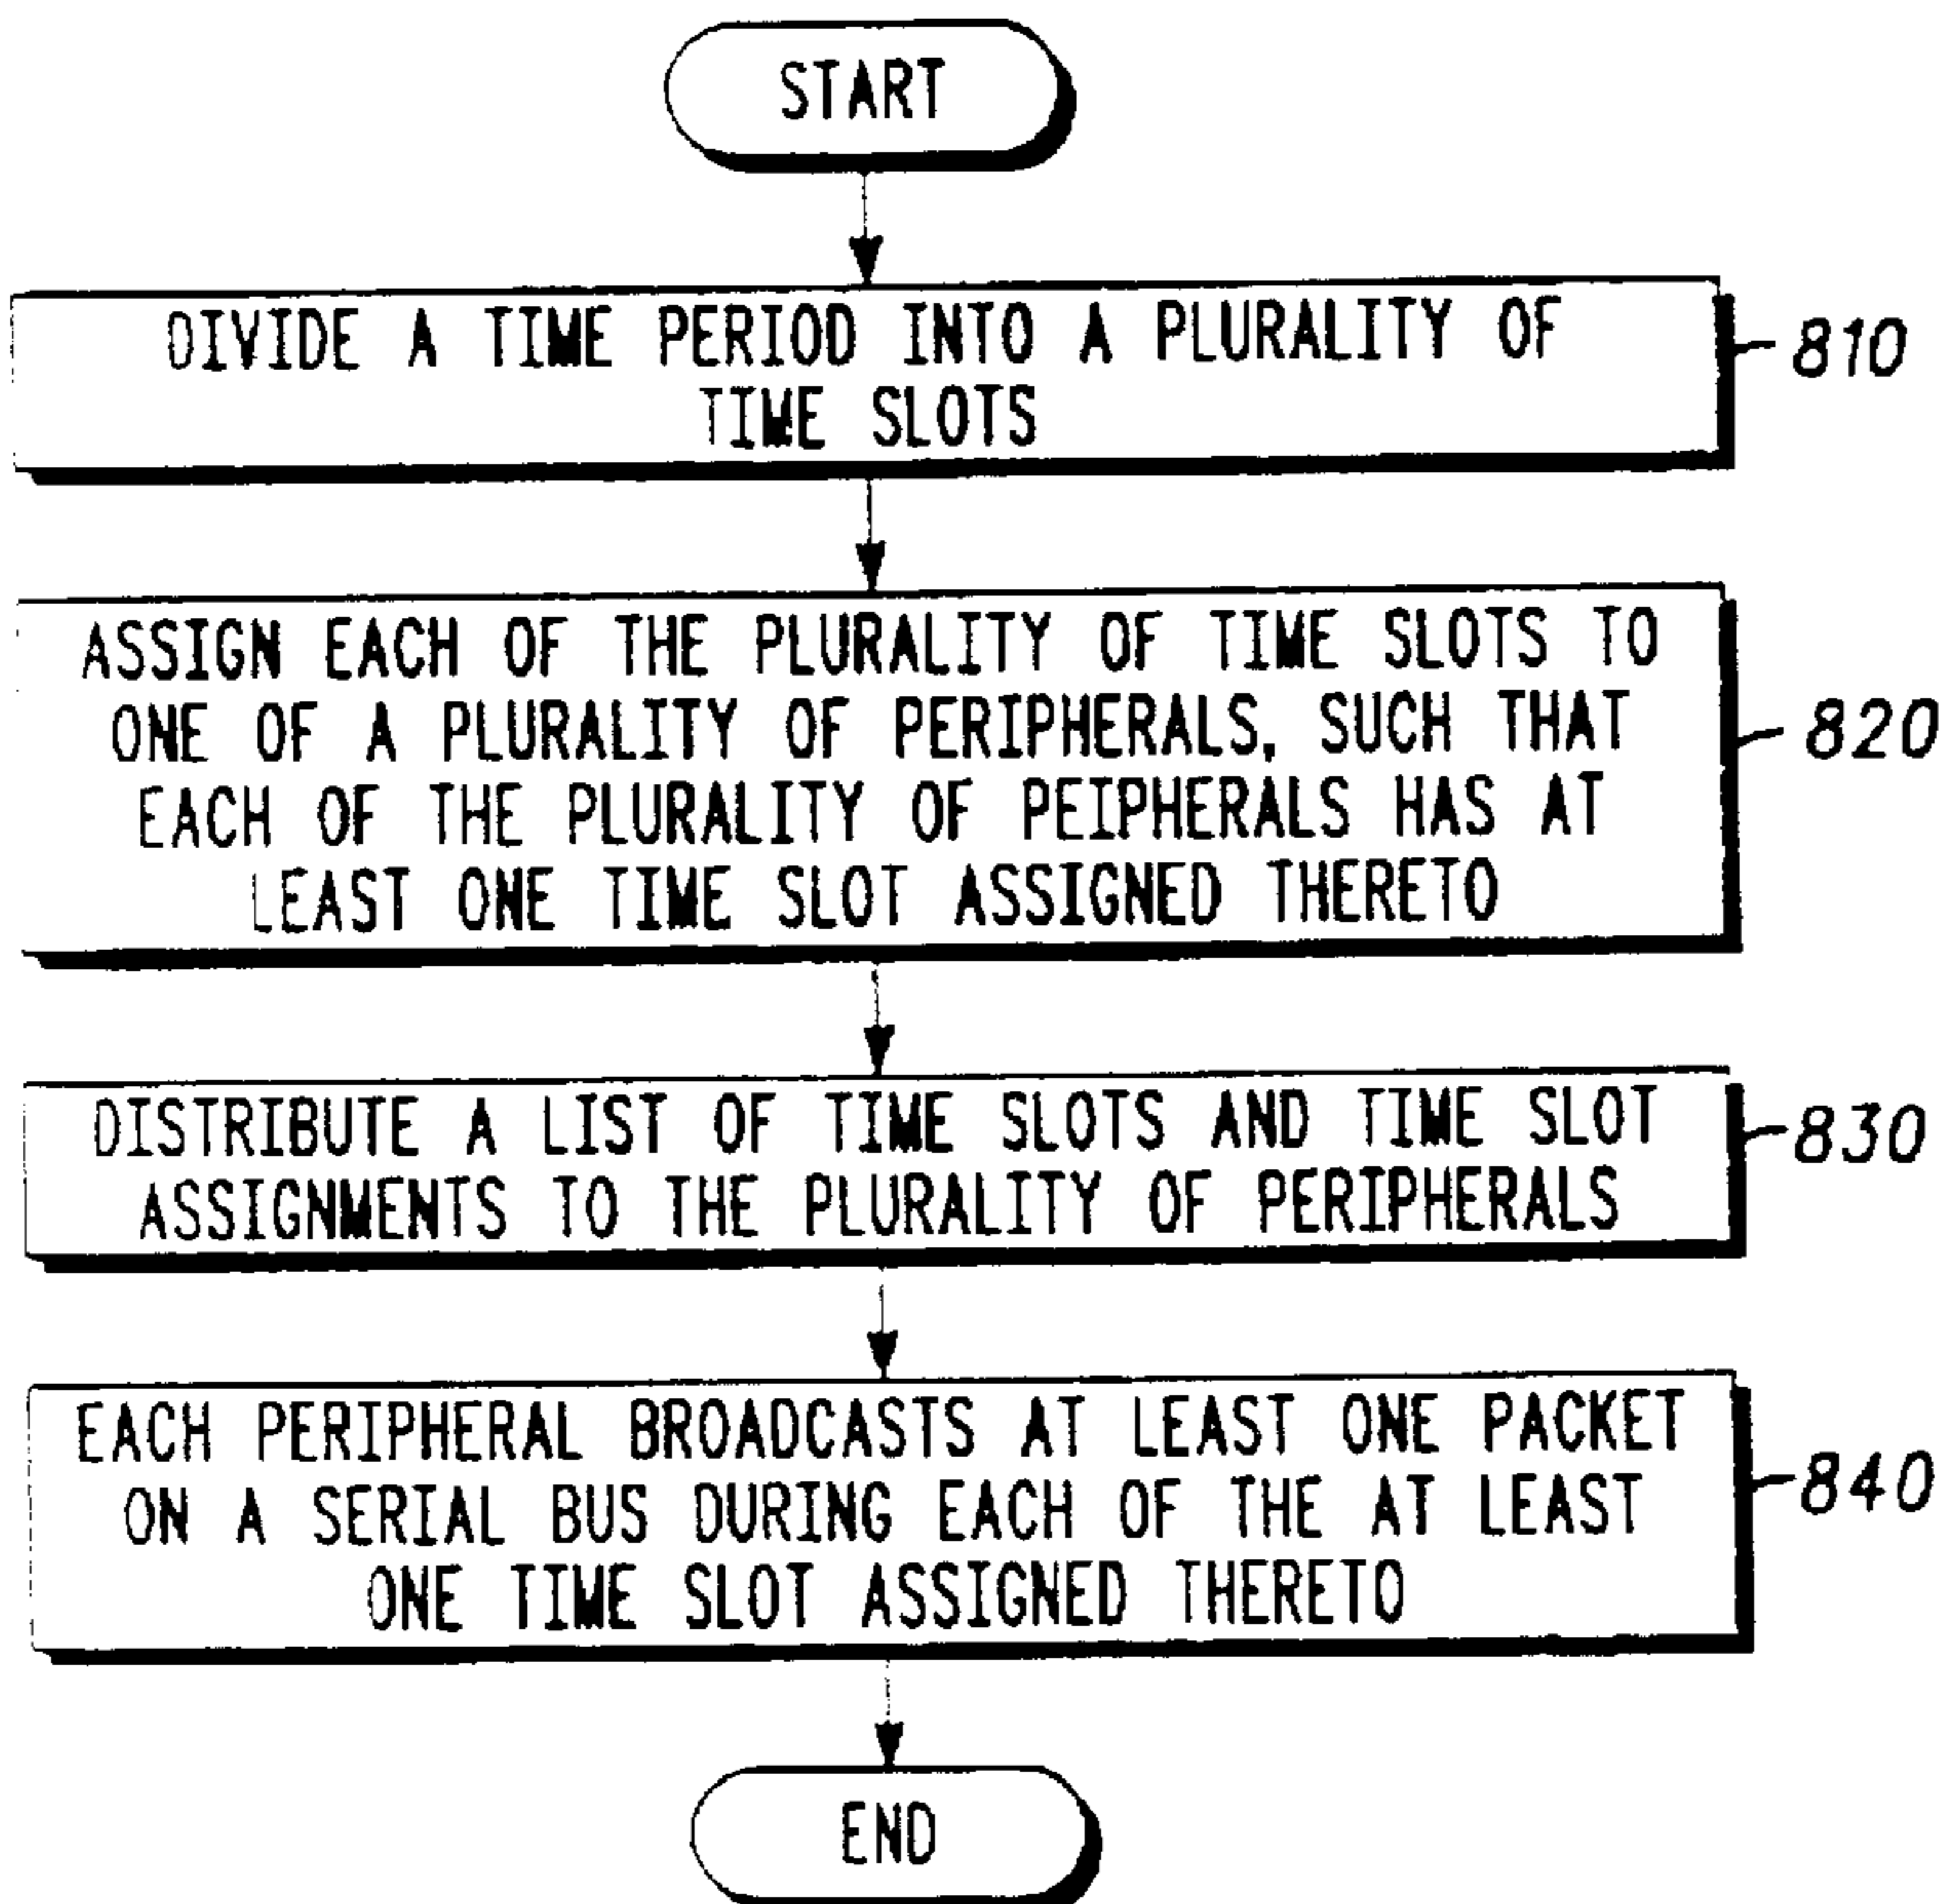 START
DIVIDE A TIME PERIOD INTO A PLURALITY OF
TIME SLOTS
810
ASSIGN EACH OF THE PLURALITY OF TIME SLOTS TO
ONE OF A PLURALITY OF PERIPHERALS, SUCH THAT
EACH OF THE PLURALITY OF PEIPHERALS HAS AT
LEAST ONE TIME SLOT ASSIGNED THERETO
820
DISTRIBUTE A LIST OF TIME SLOTS AND TIME SLOT
ASSIGNMENTS TO THE PLURALITY OF PERIPHERALS
830
EACH PERIPHERAL BROADCASTS AT LEAST ONE PACKET
ON A SERIAL BUS DURING EACH OF THE AT LEAST
ONE TIME SLOT ASSIGNED THERETO
840
END